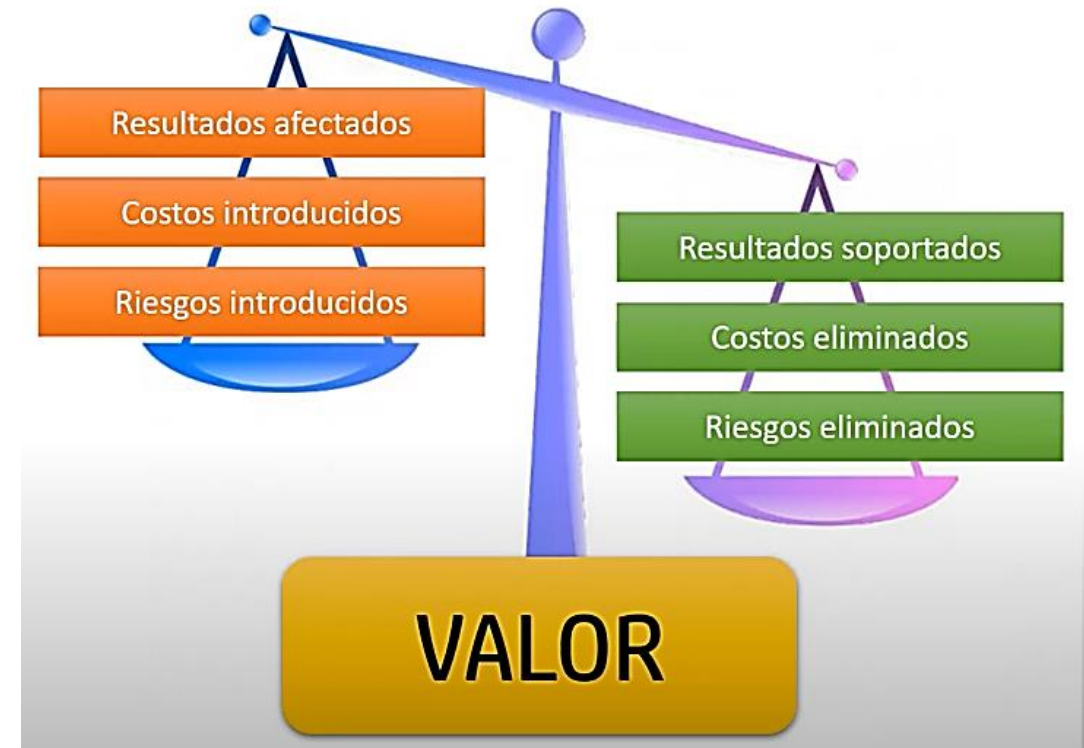 Resultados afectados
Costos introducidos
Riesgos introducidos
Resultados soportados
Costos eliminados
Riesgos eliminados
VALOR